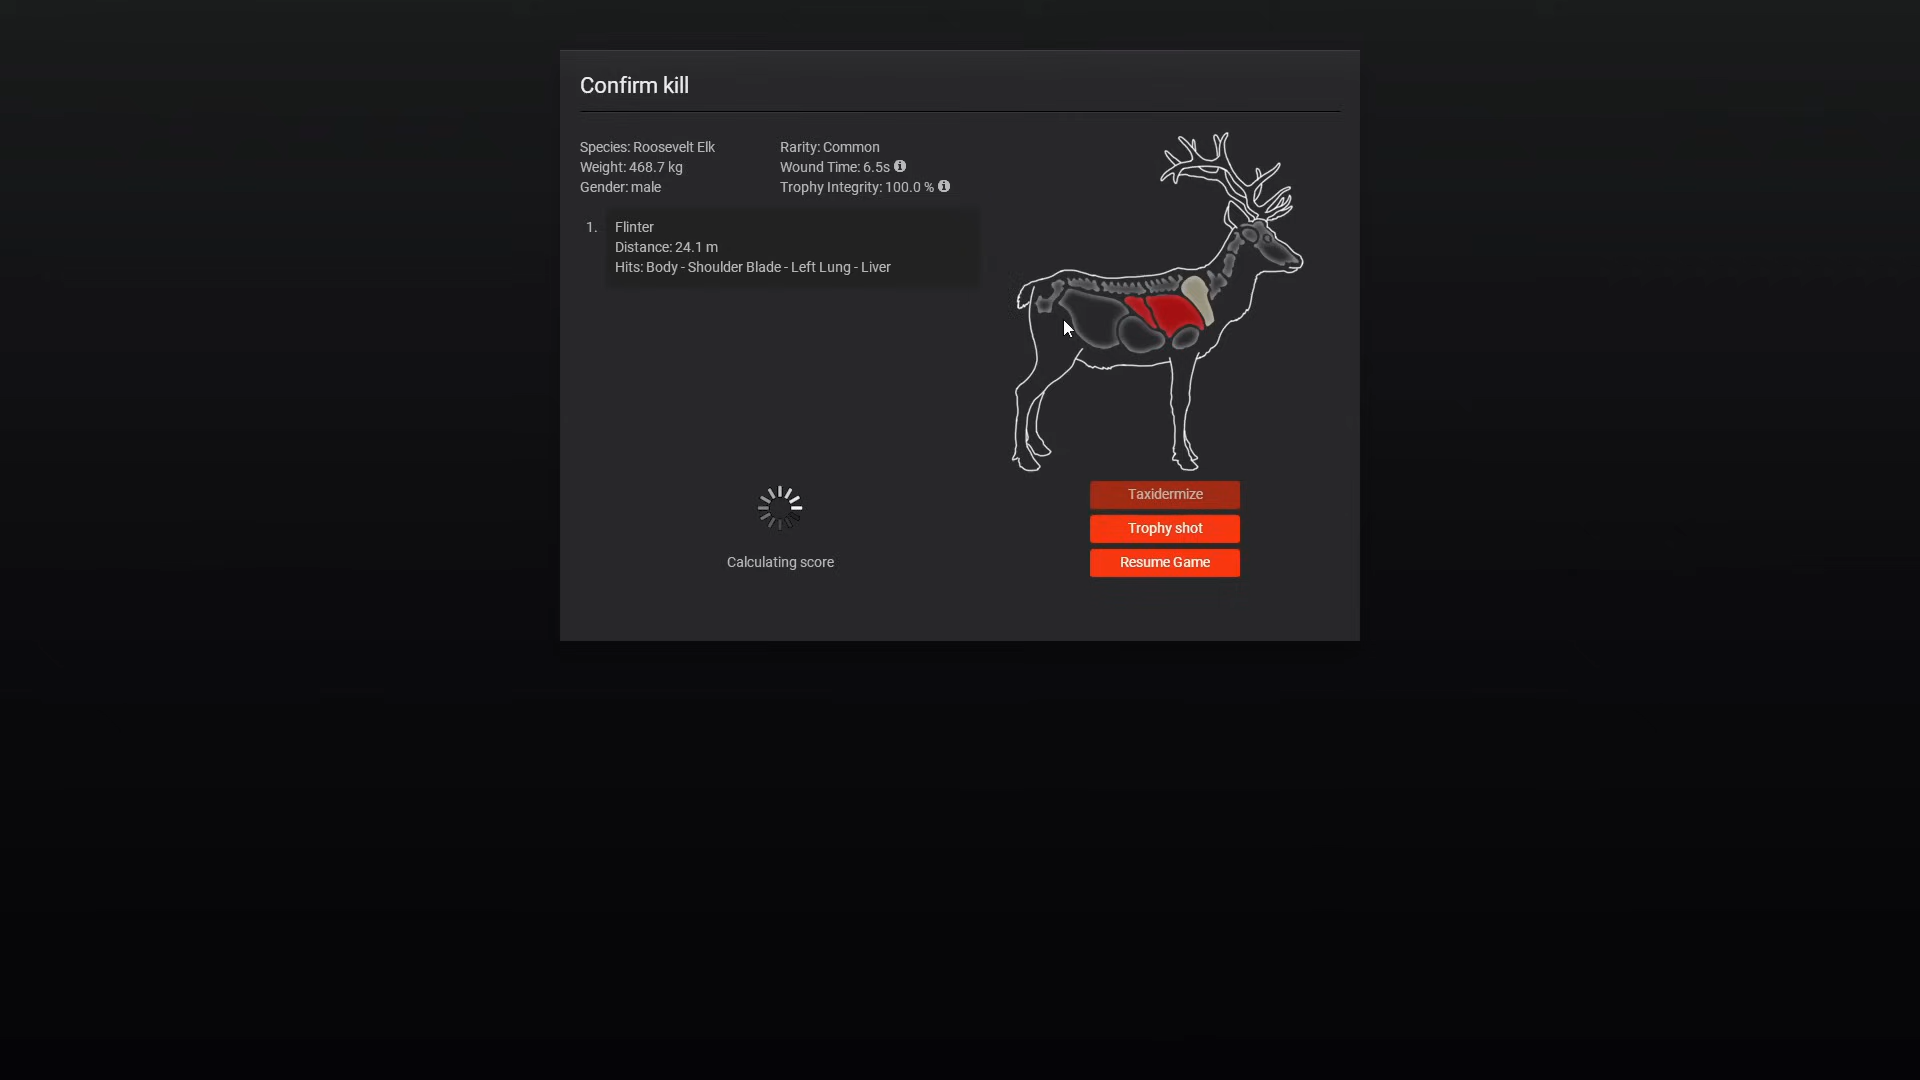 Confirm kill
Species: Roosevelt Elk
Weight: 468.7 kg
Gender: male
Rarity: Common
Wound Time: 6.5s
Trophy Integrity: 100.0 %
1.
Flinter
Distance: 24.1 m
Hits: Body - Shoulder Blade - Left Lung - Liver
Calculating score
Taxidermize
Trophy shot
Resume Game